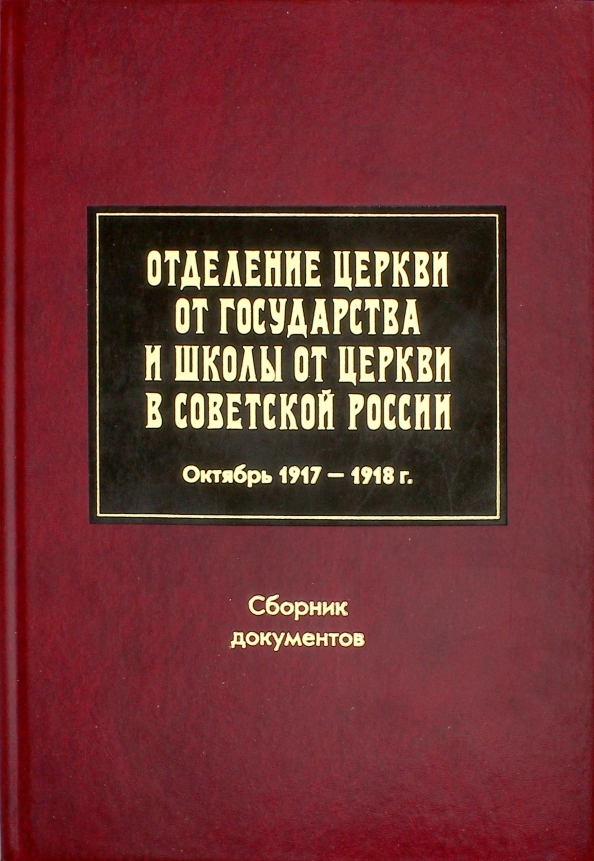 ОТДЕЛЕНИЕ ЦЕРКВИ
ОТ ГОСУДАРСТВА
И ШКОЛЫ ОТ ЦЕРКВИ
В СОВЕТСКОЙ РОССИИ
Октябрь 1917 – 1918 г.
Сборник
документов